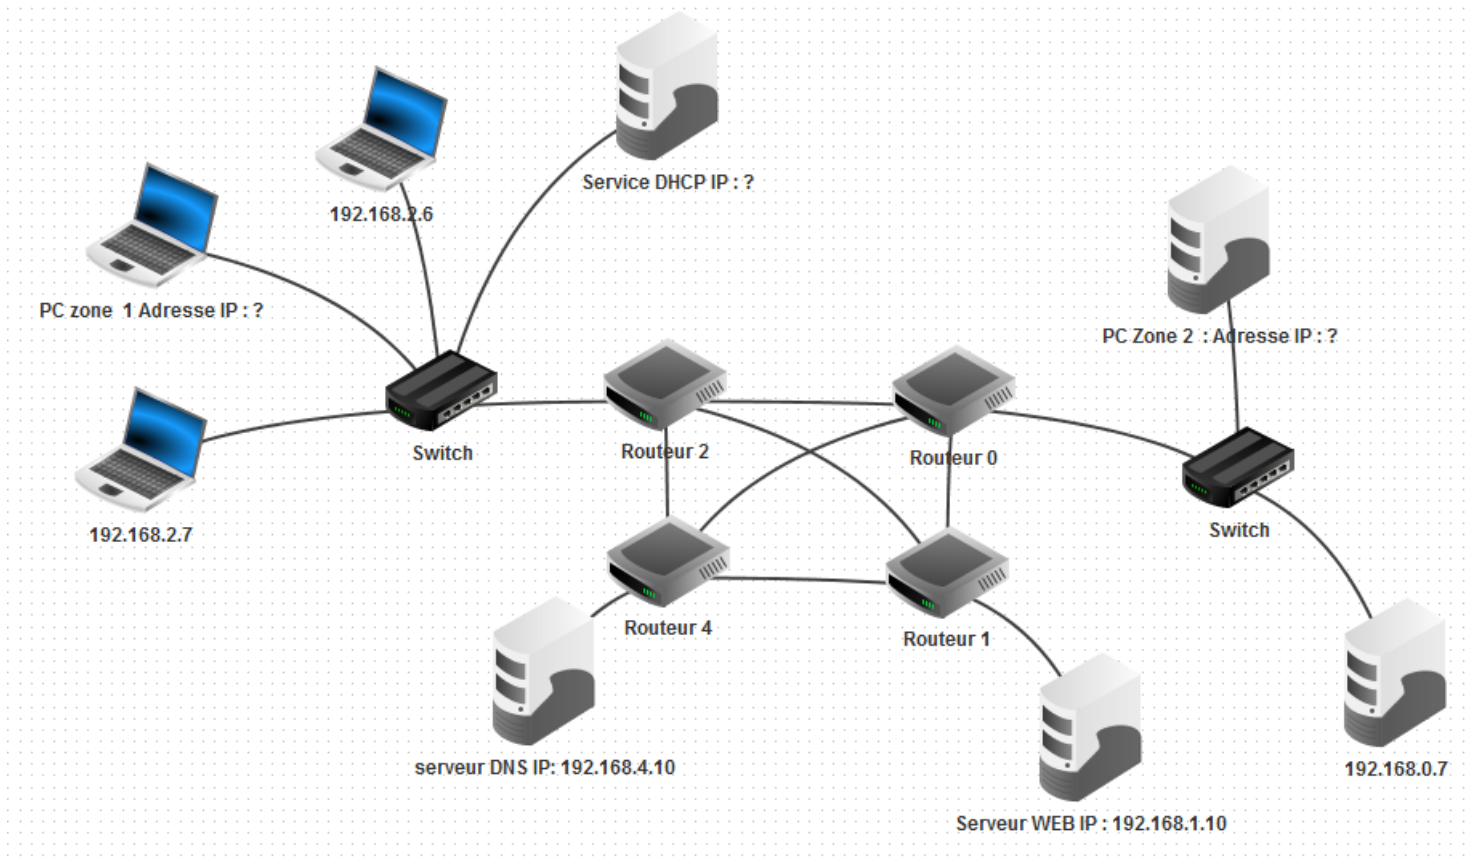 Service DHCP IP : ?
192.168.2.6
PC zone 1 Adresse IP : ?
PC Zone 2 : Adresse IP : ?
Switch
Routeur 2
Routeur 0
192.168.2.7
Switch
Routeur 4
Routeur 1
serveur DNS IP: 192.168.4.10
192.168.0.7
Serveur WEB IP : 192.168.1.10